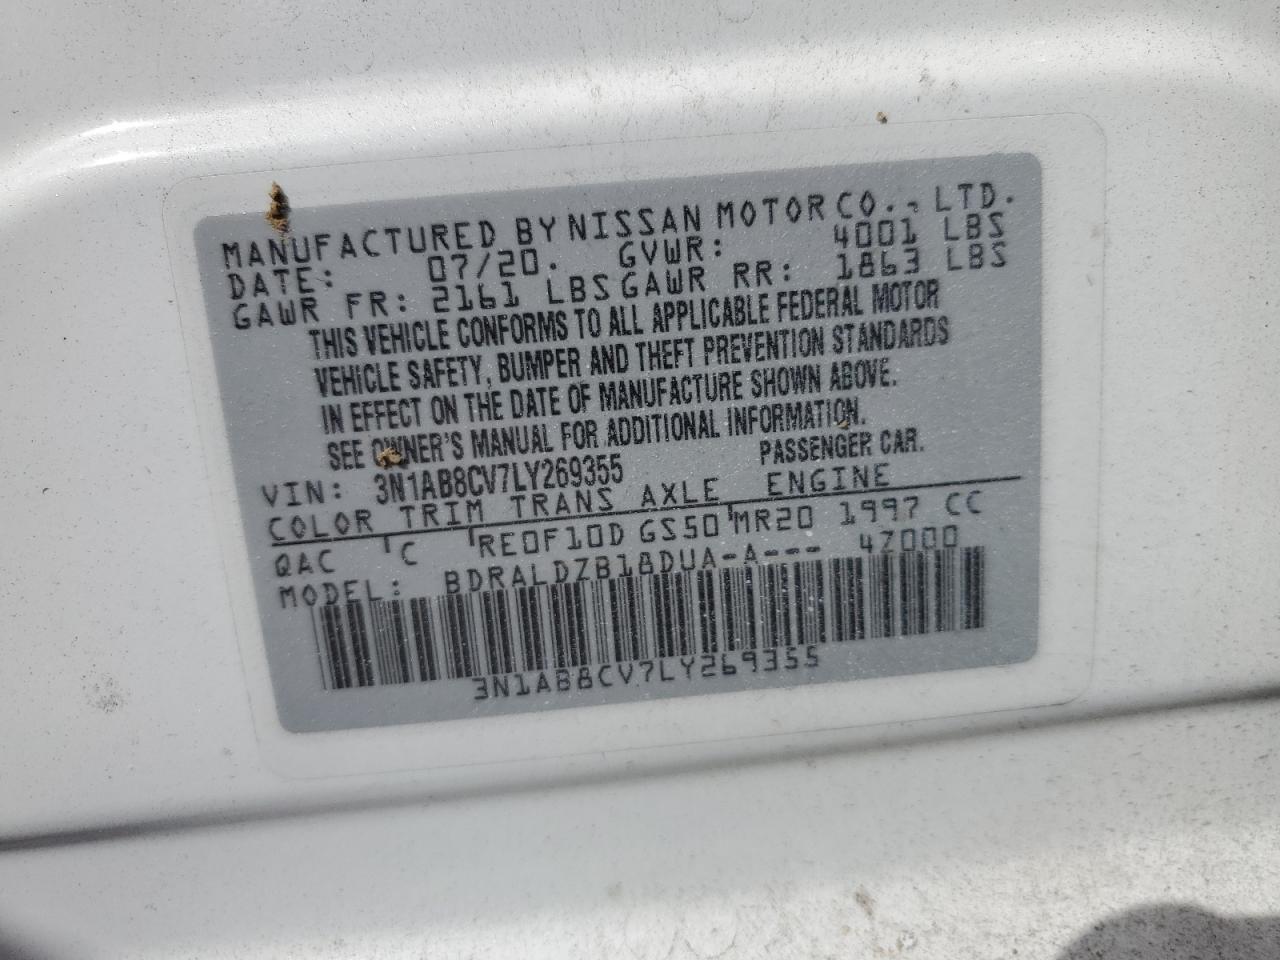 MANUFACTURED BY NISSAN MOTOR CO., LTD.
DATE: 07/20. GVWR: 4001 LBS
GAWR FR: 2161 LBS GAWR RR: 1863 LBS
THIS VEHICLE CONFORMS TO ALL APPLICABLE FEDERAL MOTOR
VEHICLE SAFETY, BUMPER AND THEFT PREVENTION STANDARDS
IN EFFECT ON THE DATE OF MANUFACTURE SHOWN ABOVE.
SEE OWNER'S MANUAL FOR ADDITIONAL INFORMATION.
VIN: 3N1AB8CV7LY269355 PASSENGER CAR.
COLOR TRIM TRANS AXLE ENGINE
QAC C RE0F10D GS50 MR20 1997 CC
MODEL: BDRALDZB18DUA-A--- 4Z000
3N1AB8CV7LY269355